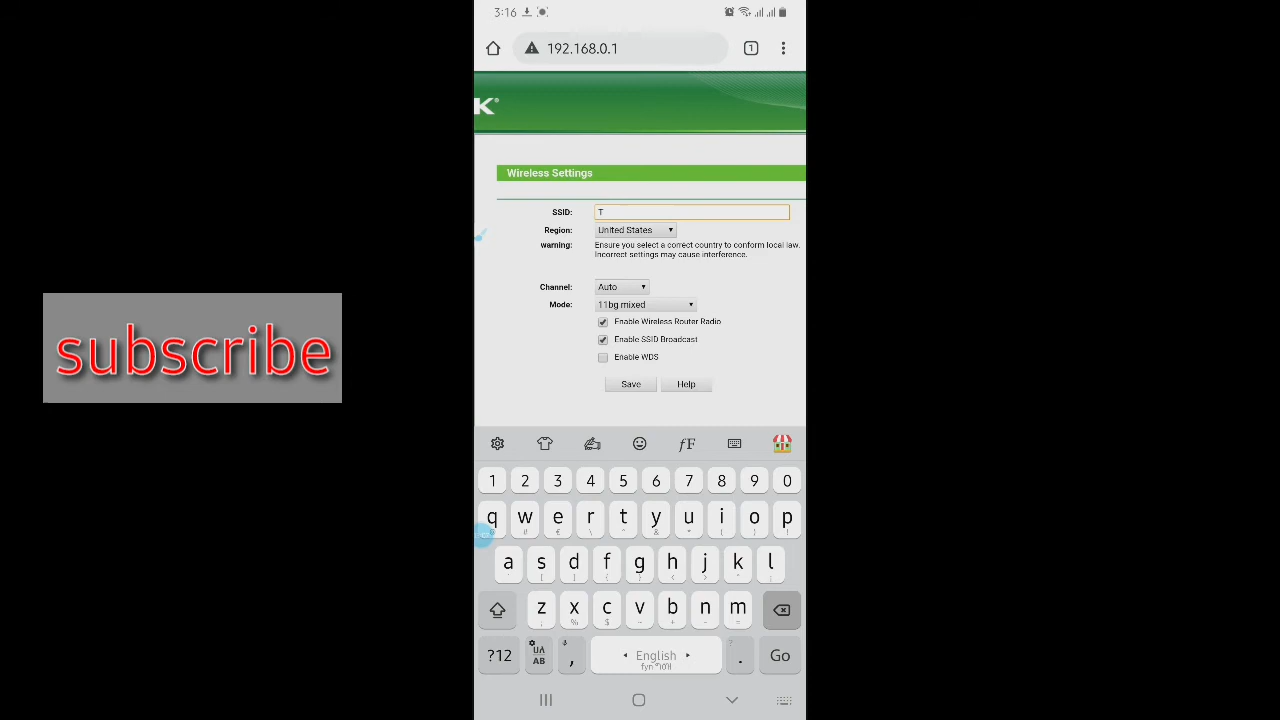 3:16
192.168.0.1
1
K®
Wireless Settings
SSID: T
Region: United States
warning: Ensure you select a correct country to conform local law.
Incorrect settings may cause interference.
Channel: Auto
Mode: 11bg mixed
Enable Wireless Router Radio
Enable SSID Broadcast
Enable WDS
Save Help
subscribe
fF
1 2 3 4 5 6 7 8 9 0
q w e r t y u i o p
a s d f g h j k l
z x c v b n m
?12 , English . Go
AB